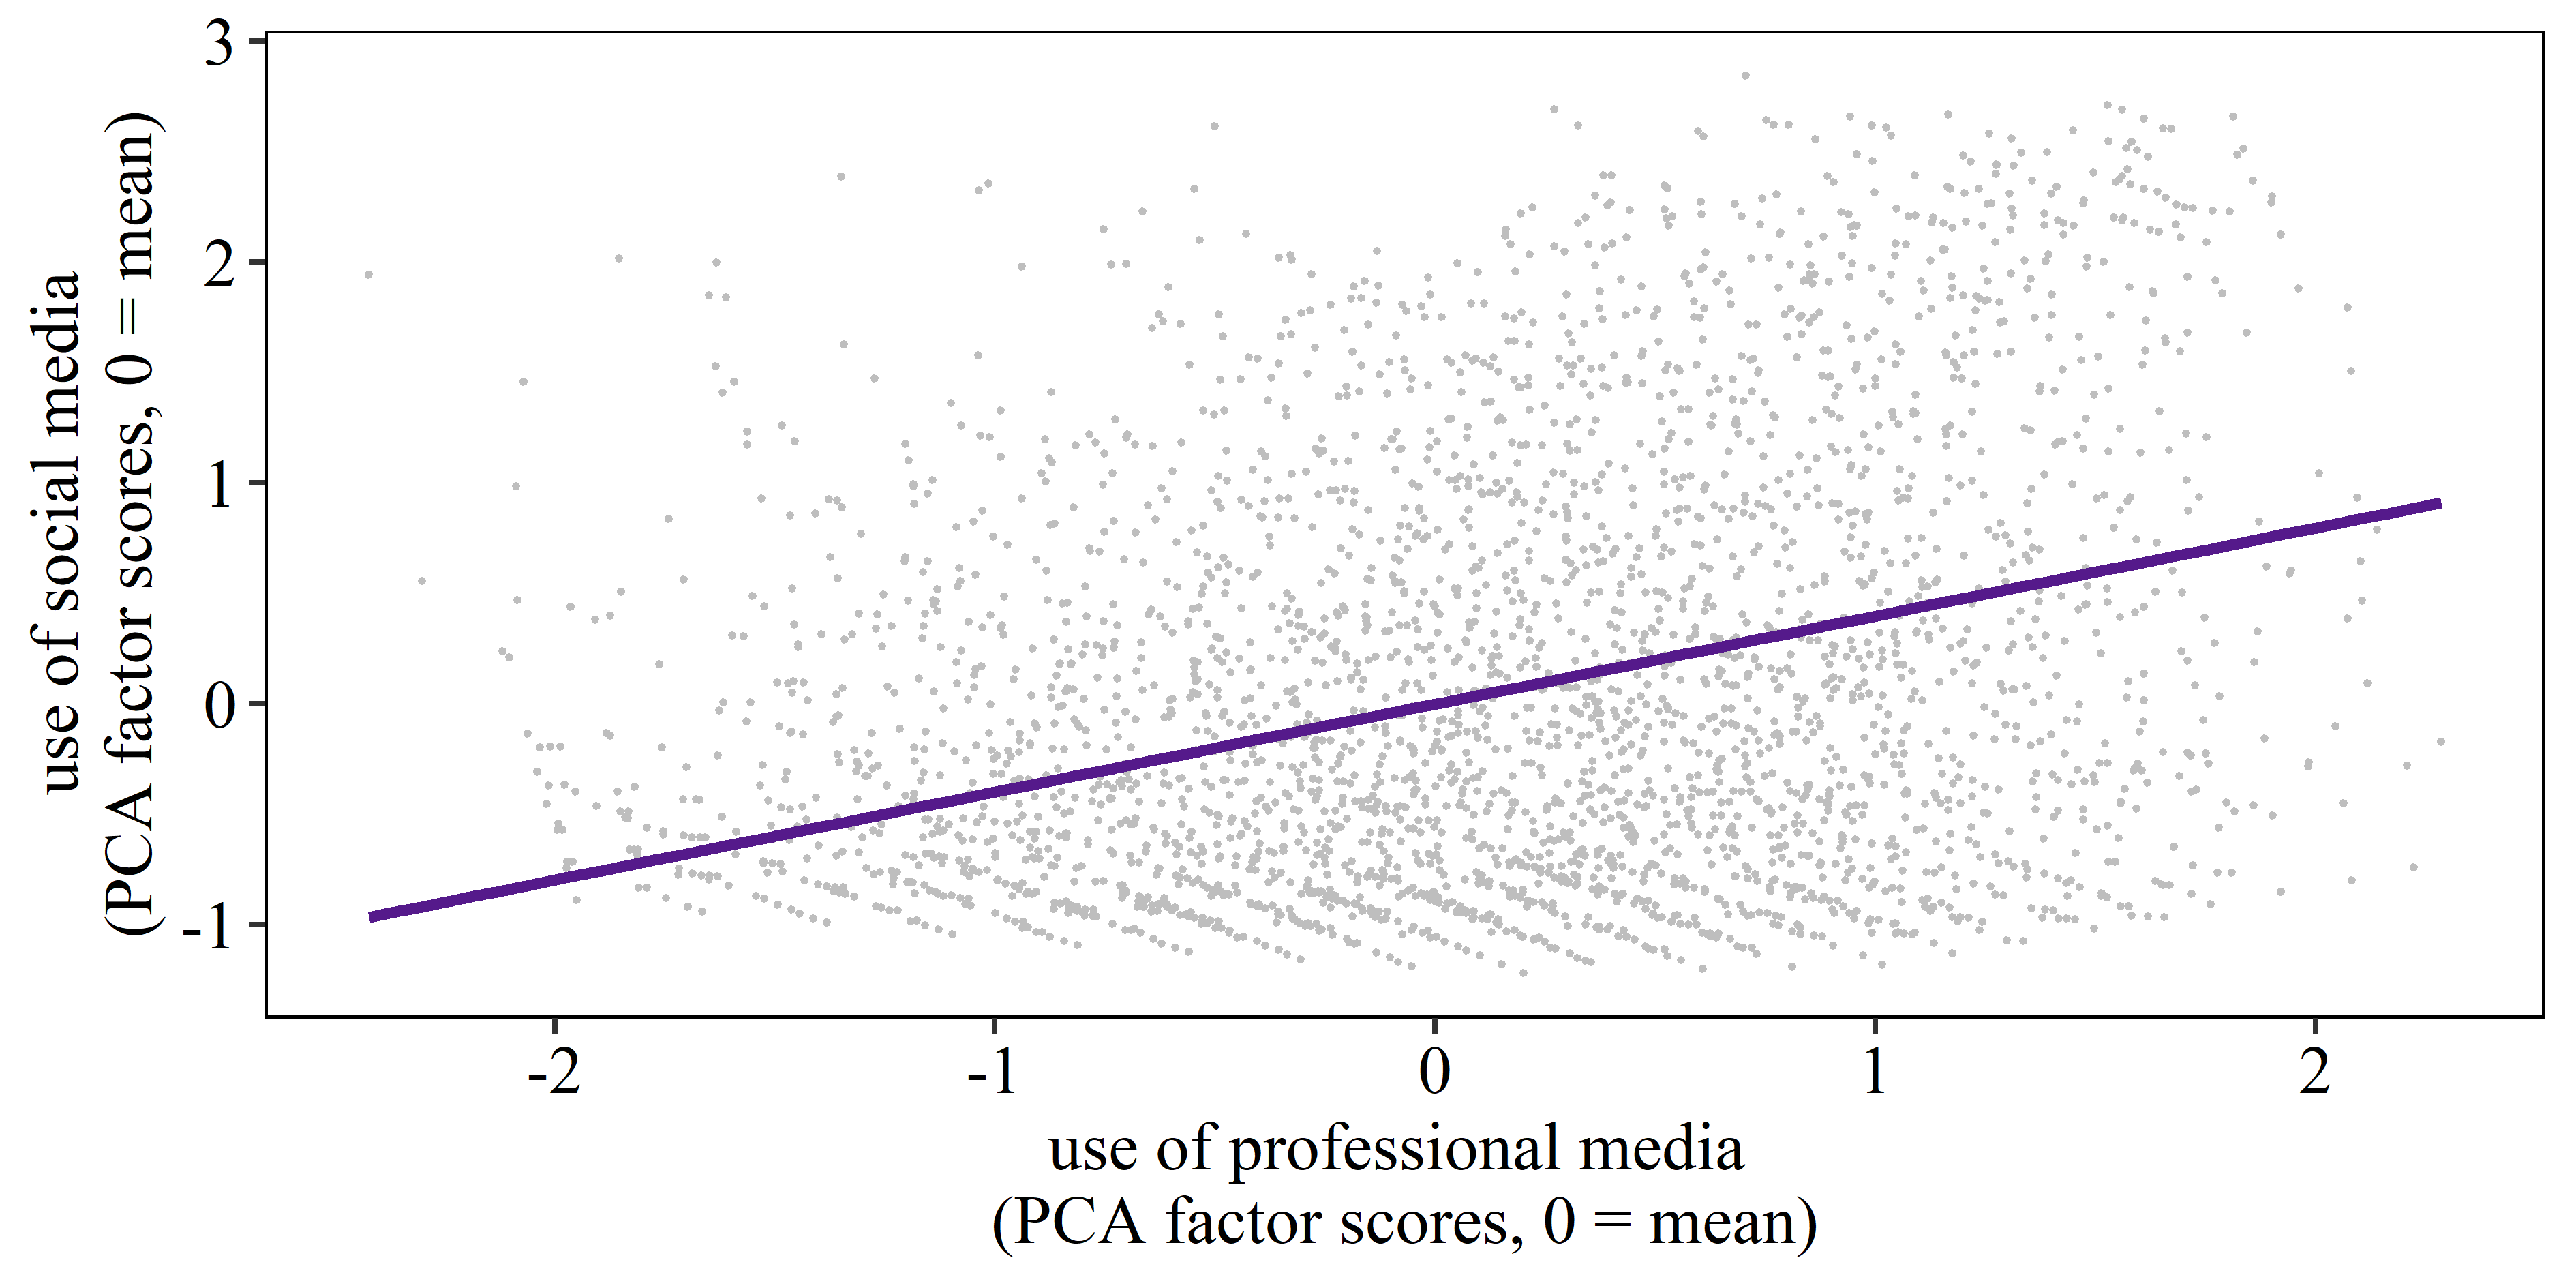 use of social media
(PCA factor scores, 0 = mean)
3
2
1
0
-1
-2
-1
0
1
2
use of professional media
(PCA factor scores, 0 = mean)